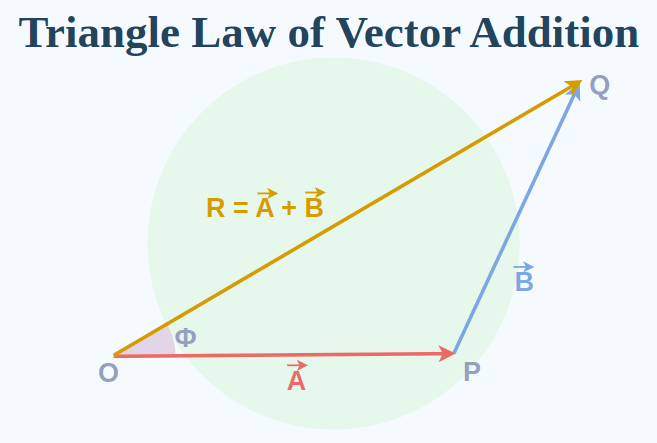 Triangle Law of Vector Addition
Q
R = A⃗ + B⃗
B⃗
Φ
O
P
A⃗